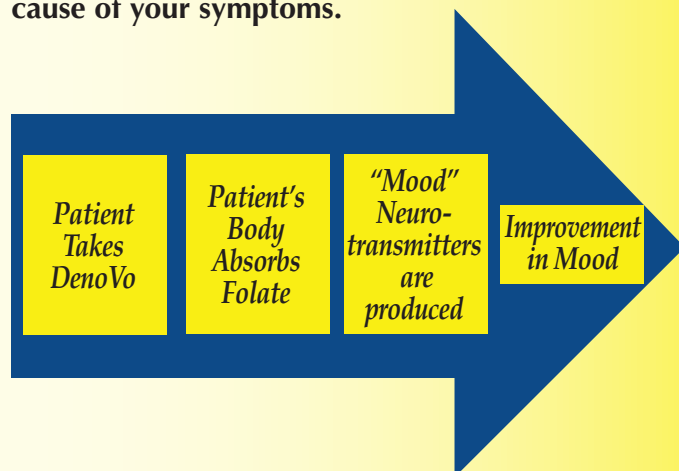 cause of your symptoms.
Patient
Takes
DenoVo
Patient's
Body
Absorbs
Folate
“Mood”
Neuro-
transmitters
are
produced
Improvement
in Mood